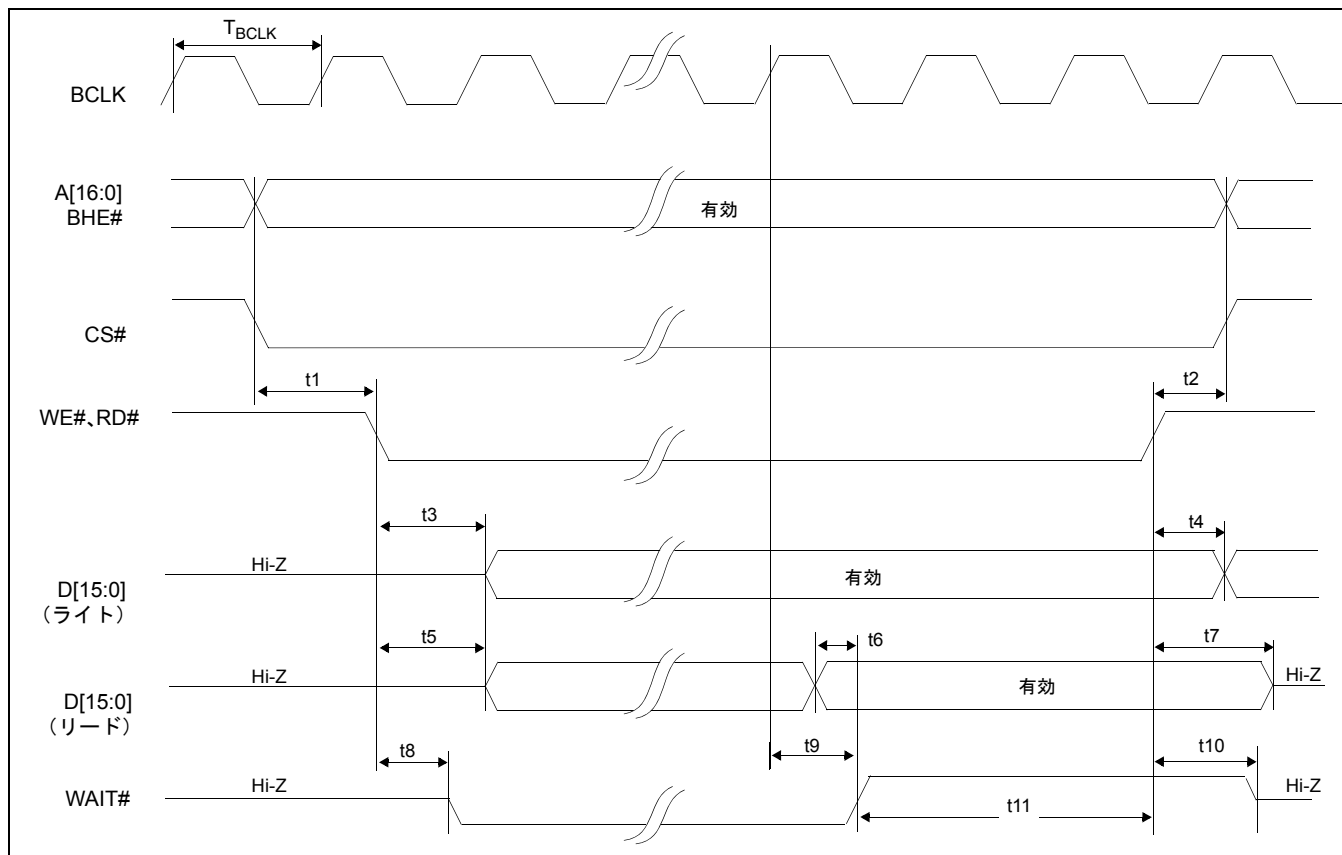 TBCLK
BCLK
A[16:0]
BHE#
有効
CS#
t1
t2
WE#、RD#
t3
t4
Hi-Z
有効
D[15:0]
（ライト）
t5
t6
t7
Hi-Z
有効
Hi-Z
D[15:0]
（リード）
t8
t9
t10
Hi-Z
Hi-Z
WAIT#
t11